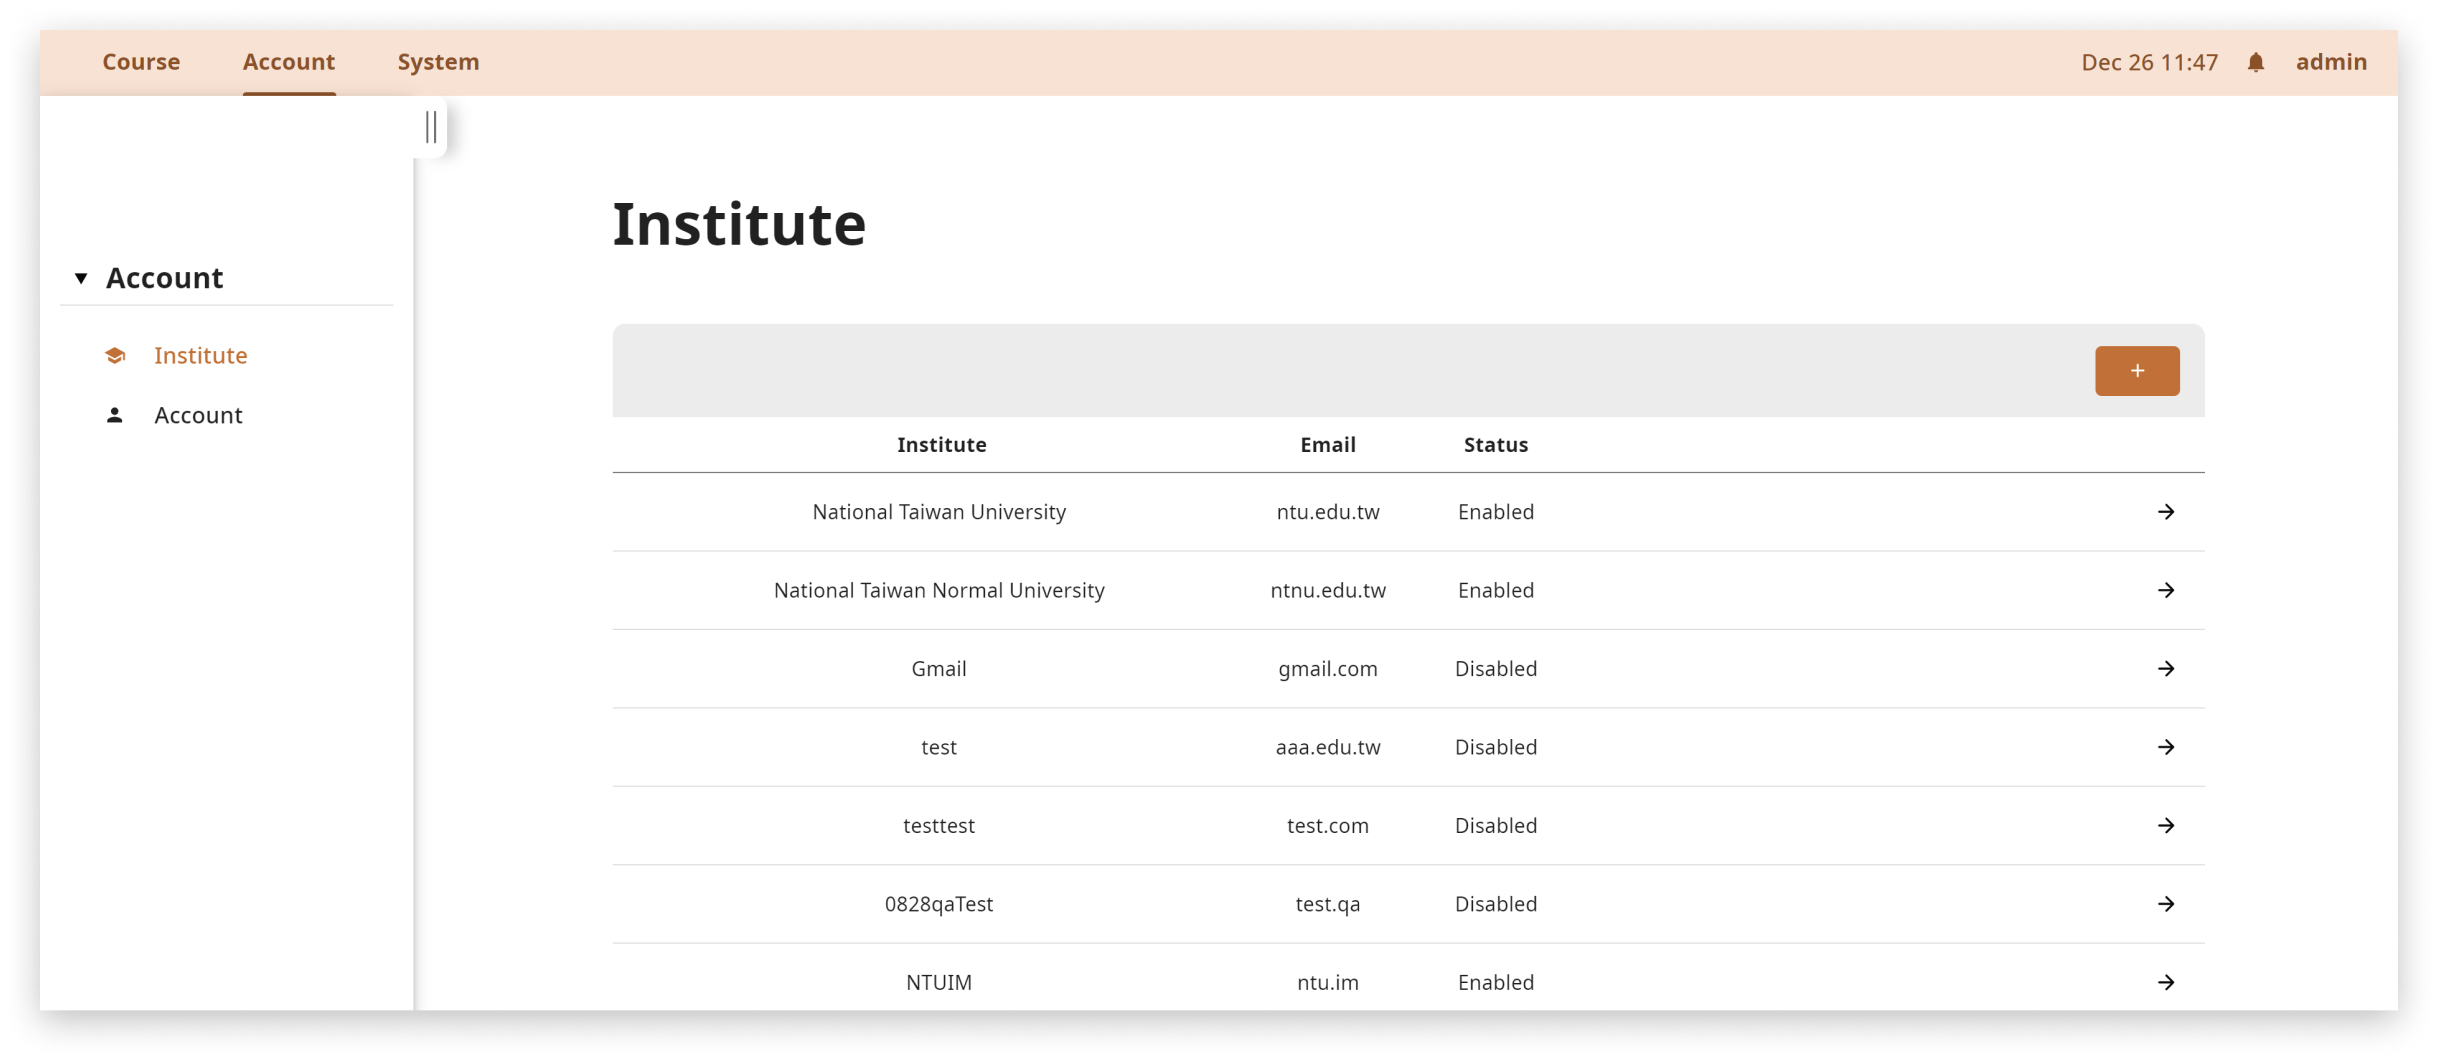 Course Account System Dec 26 11:47 admin
Institute
Account
Institute
Account
+
Institute Email Status
National Taiwan University ntu.edu.tw Enabled
National Taiwan Normal University ntnu.edu.tw Enabled
Gmail gmail.com Disabled
test aaa.edu.tw Disabled
testtest test.com Disabled
0828qaTest test.qa Disabled
NTUIM ntu.im Enabled